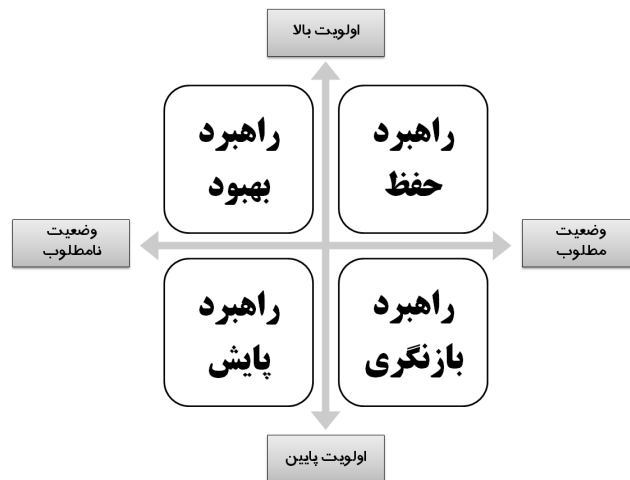 اولویت بالا
راهبرد
حفظ
راهبرد
بهبود
وضعیت
مطلوب
وضعیت
نامطلوب
راهبرد
بازنگری
راهبرد
پایش
اولویت پایین